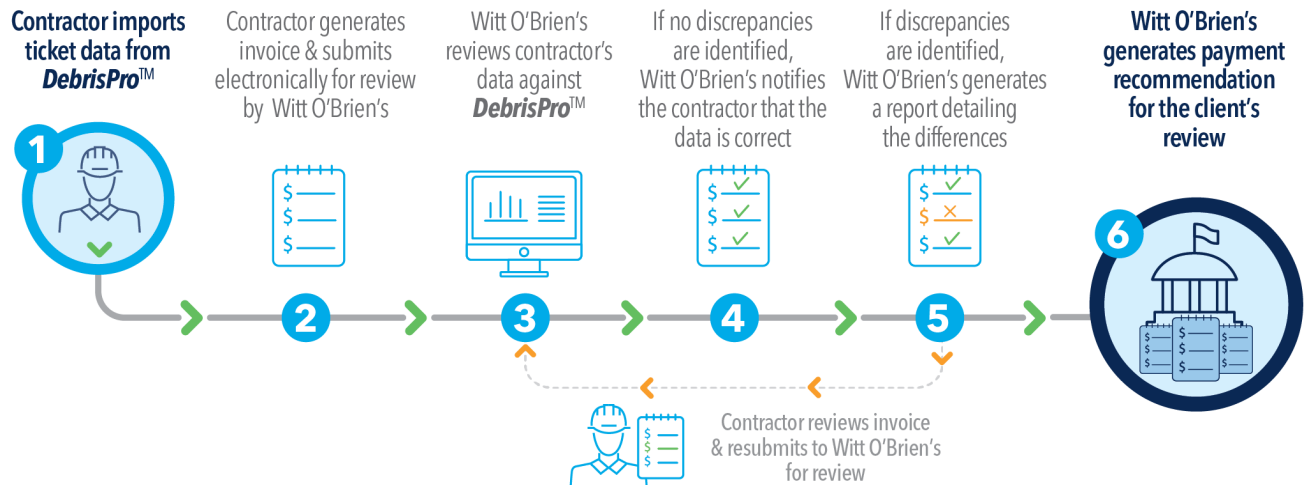 Contractor imports
ticket data from
DebrisPro™
1
Contractor generates
invoice & submits
electronically for review
by Witt O’Brien’s
$
$
$
2
Witt O’Brien’s
reviews contractor’s
data against
DebrisPro™
3
If no discrepancies
are identified,
Witt O’Brien’s notifies
the contractor that the
data is correct
$
$
$
4
If discrepancies
are identified,
Witt O’Brien’s generates
a report detailing
the differences
$
$
$
5
Contractor reviews invoice
& resubmits to Witt O’Brien’s
for review
$
$
$
Witt O’Brien’s
generates payment
recommendation
for the client’s
review
6
$ $ $
$ $ $
$ $ $